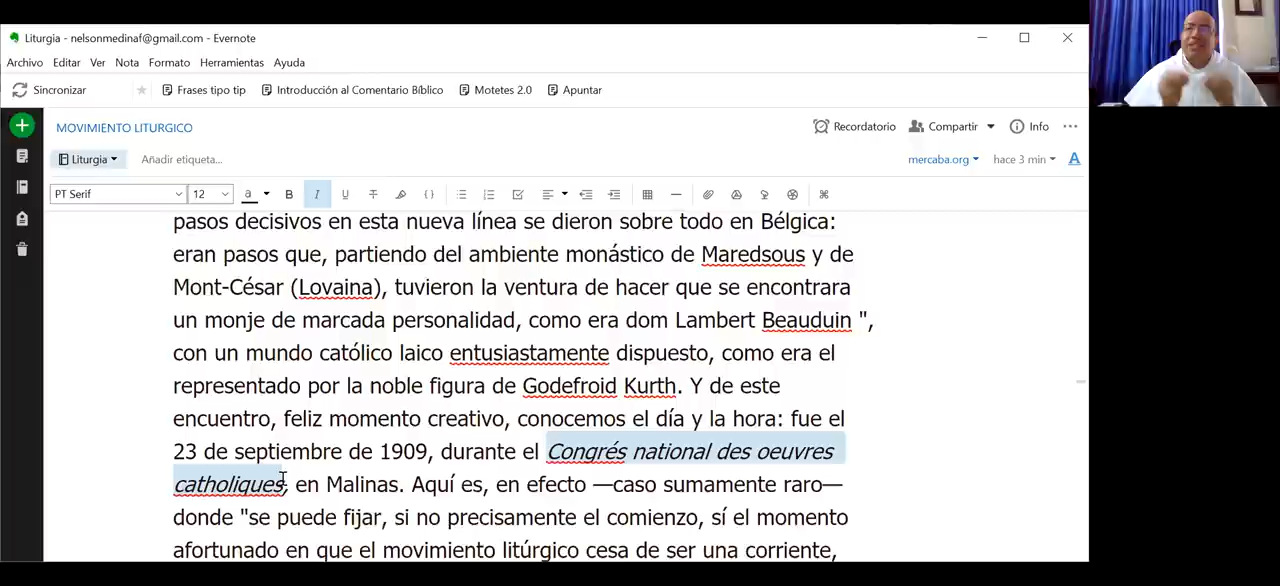 Liturgia - nelsonmedinaf@gmail.com - Evernote
Archivo Editar Ver Nota Formato Herramientas Ayuda
Sincronizar Frases tipo tip Introducción al Comentario Bíblico Motetes 2.0 Apuntar
MOVIMIENTO LITURGICO Recordatorio Compartir Info
Liturgia Añadir etiqueta... mercaba.org hace 3 min A
PT Serif 12 a B I U T {}
pasos decisivos en esta nueva línea se dieron sobre todo en Bélgica:
eran pasos que, partiendo del ambiente monástico de Maredsous y de
Mont-César (Lovaina), tuvieron la ventura de hacer que se encontrara
un monje de marcada personalidad, como era dom Lambert Beauduin ",
con un mundo católico laico entusiastamente dispuesto, como era el
representado por la noble figura de Godefroid Kurth. Y de este
encuentro, feliz momento creativo, conocemos el día y la hora: fue el
23 de septiembre de 1909, durante el Congrés national des oeuvres
catholiques, en Malinas. Aquí es, en efecto —caso sumamente raro—
donde "se puede fijar, si no precisamente el comienzo, sí el momento
afortunado en que el movimiento litúrgico cesa de ser una corriente,